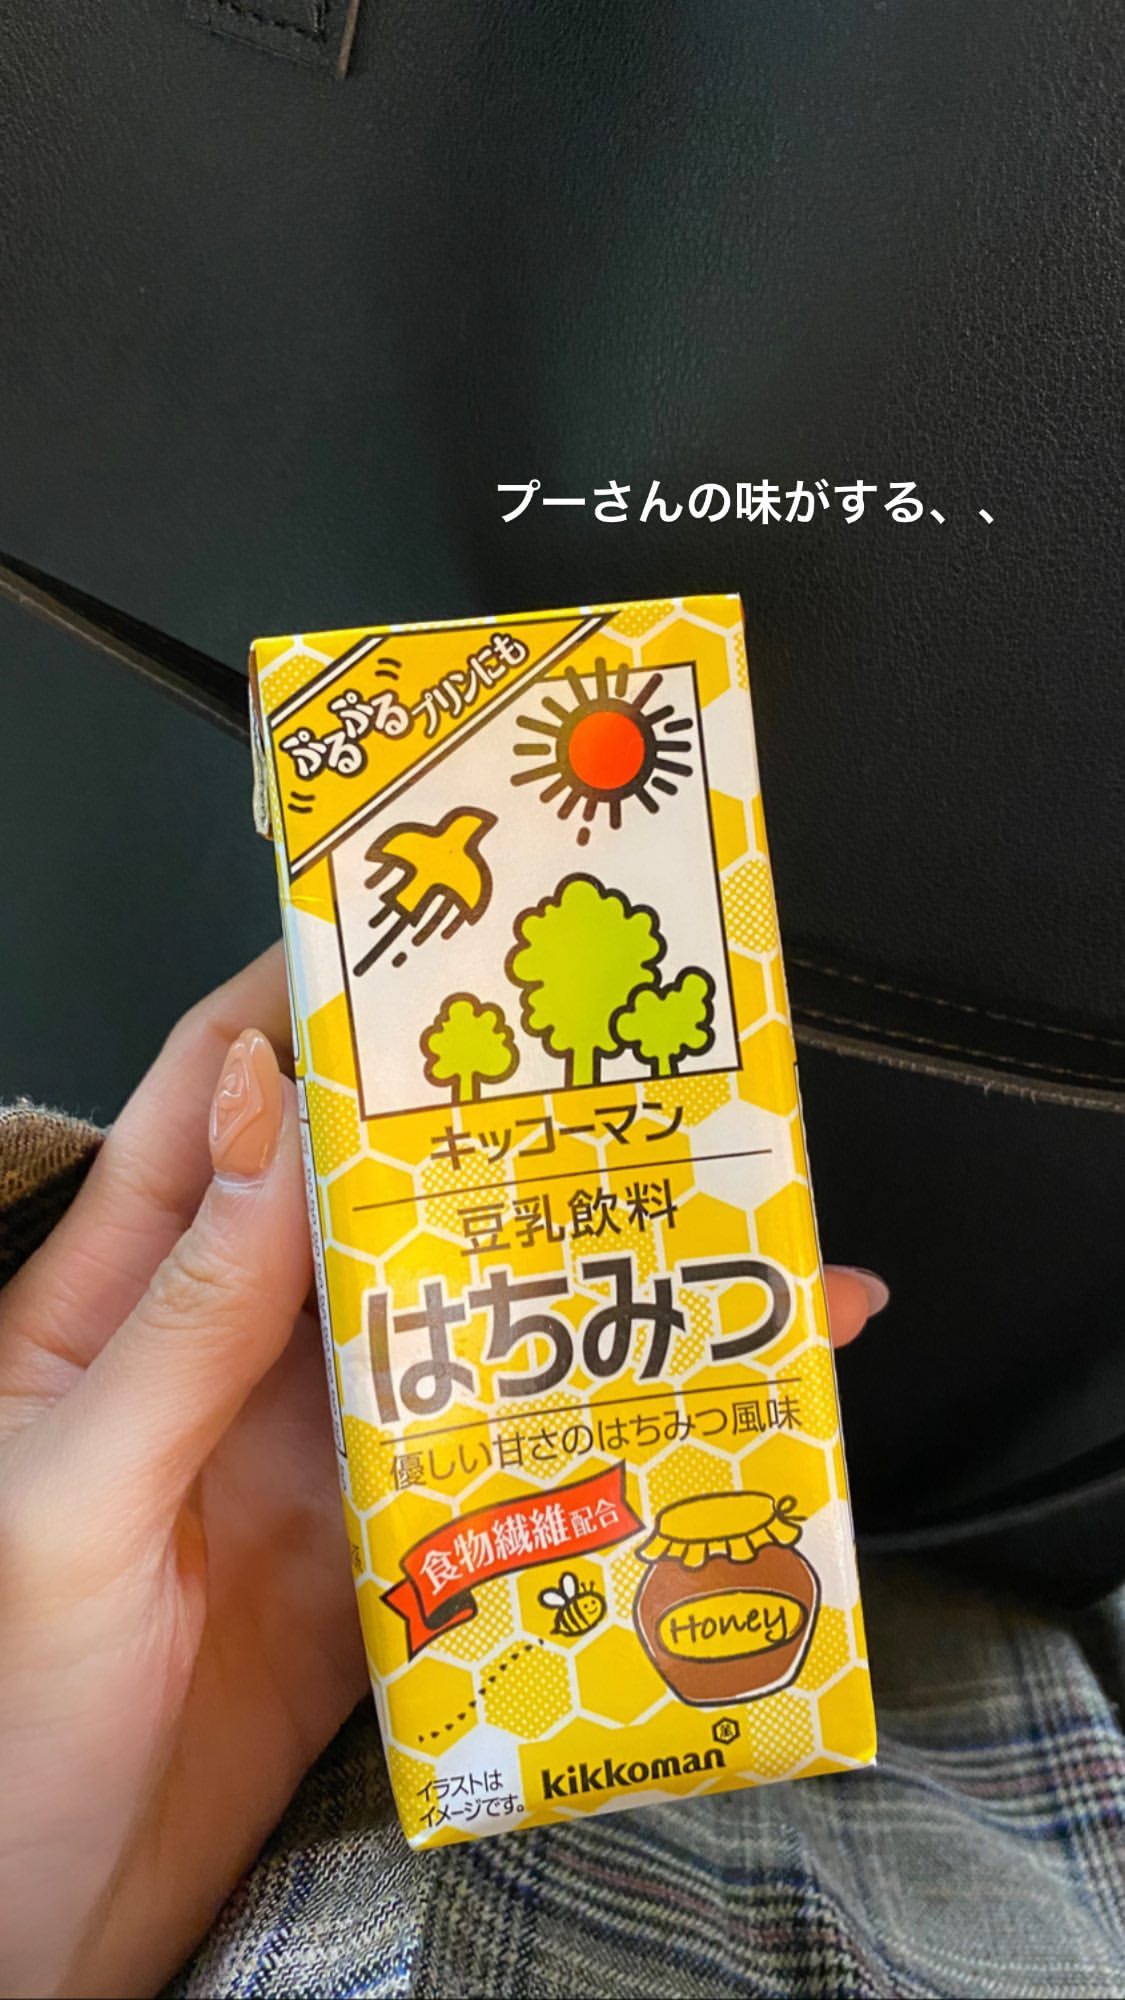 プーさんの味がする、、
ぷるぷるプリンにも
キッコーマン
豆乳飲料
はちみつ
優しい甘さのはちみつ風味
食物繊維配合
Honey
kikkoman
イラストは
イメージです。